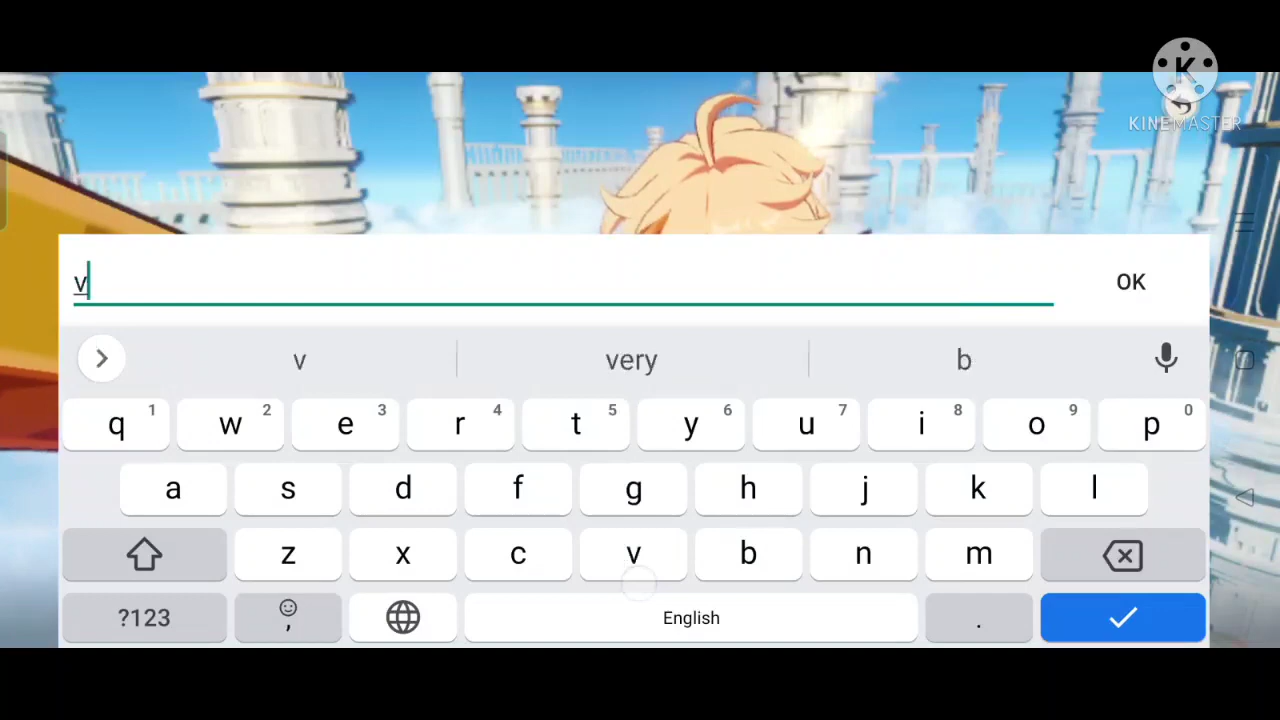 K
KINEMASTER
v
OK
v very b
q 1 w 2 e 3 r 4 t 5 y 6 u 7 i 8 o 9 p 0
a s d f g h j k l
z x c v b n m
?123 , English .